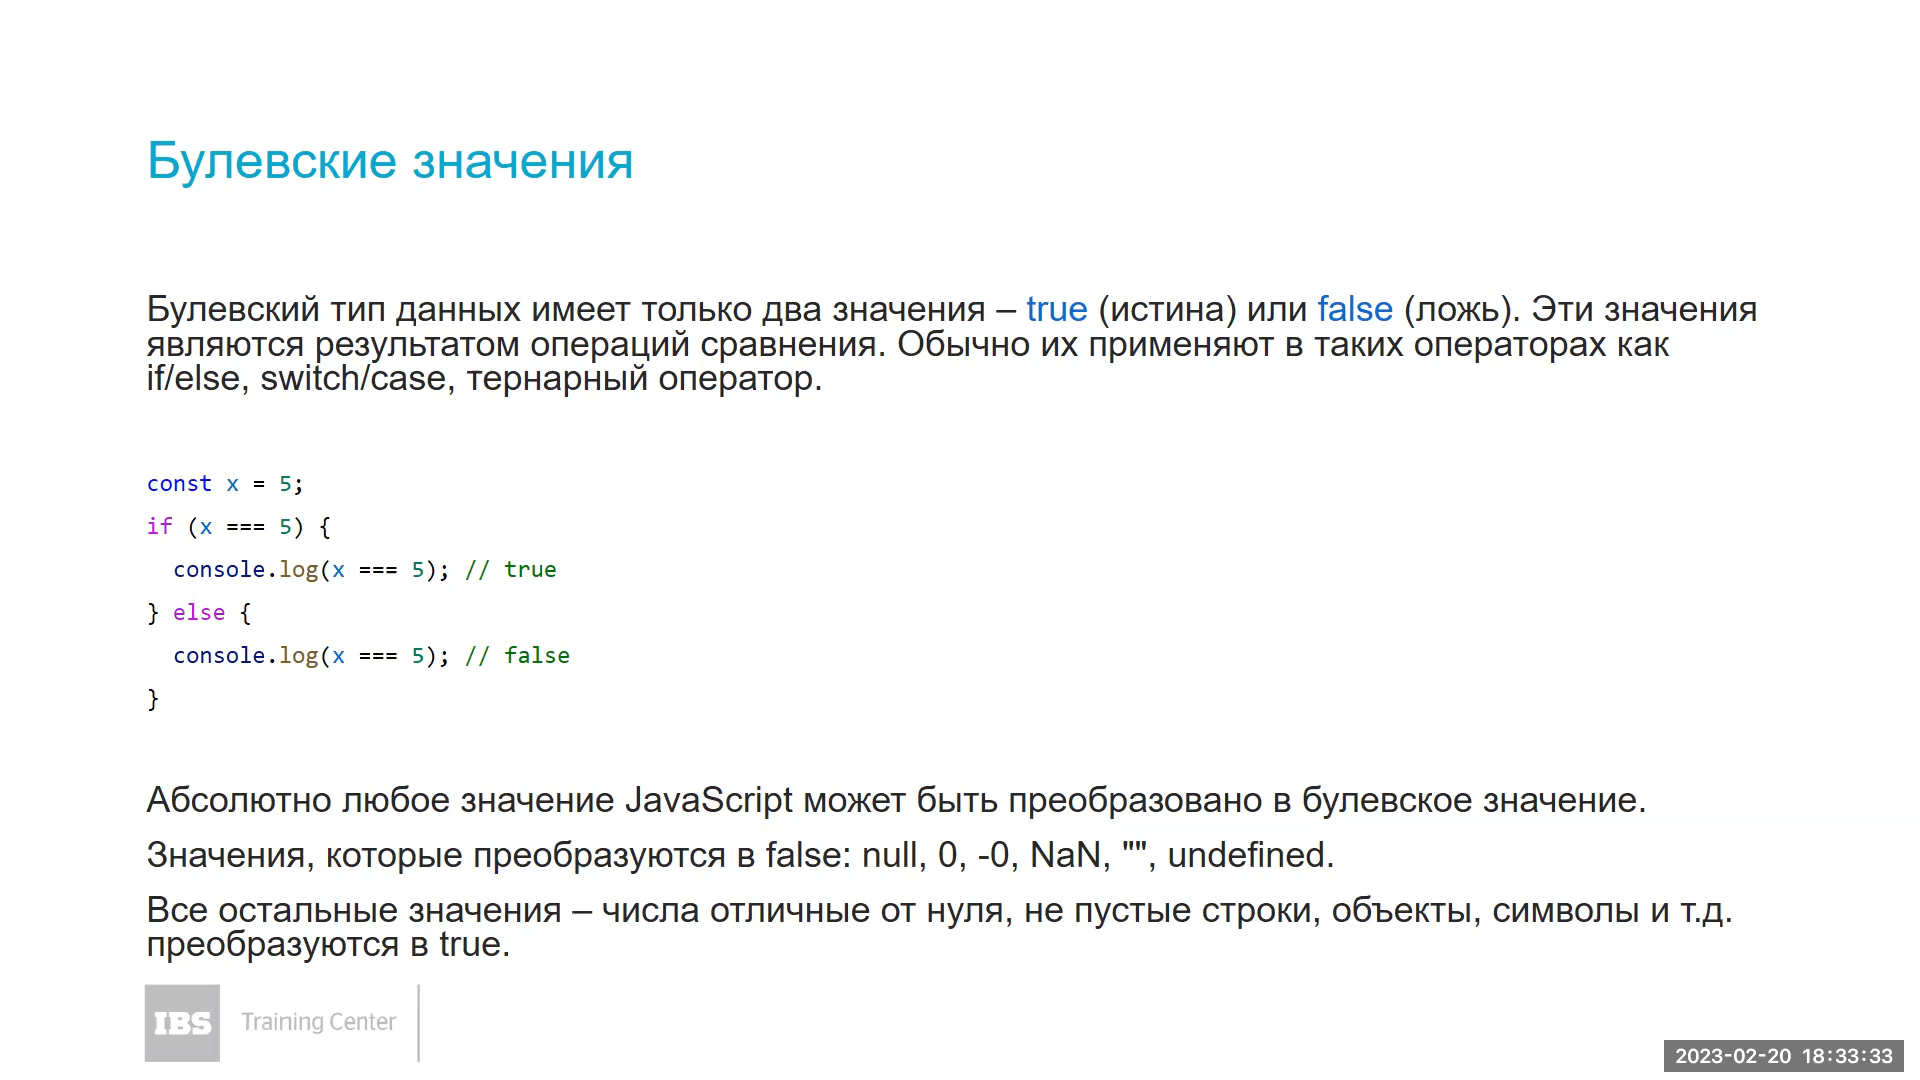 Булевские значения
Булевский тип данных имеет только два значения – true (истина) или false (ложь). Эти значения
являются результатом операций сравнения. Обычно их применяют в таких операторах как
if/else, switch/case, тернарный оператор.
const x = 5;
if (x === 5) {
  console.log(x === 5); // true
} else {
  console.log(x === 5); // false
}
Абсолютно любое значение JavaScript может быть преобразовано в булевское значение.
Значения, которые преобразуются в false: null, 0, -0, NaN, "", undefined.
Все остальные значения – числа отличные от нуля, не пустые строки, объекты, символы и т.д.
преобразуются в true.
IBS Training Center
2023-02-20 18:33:33